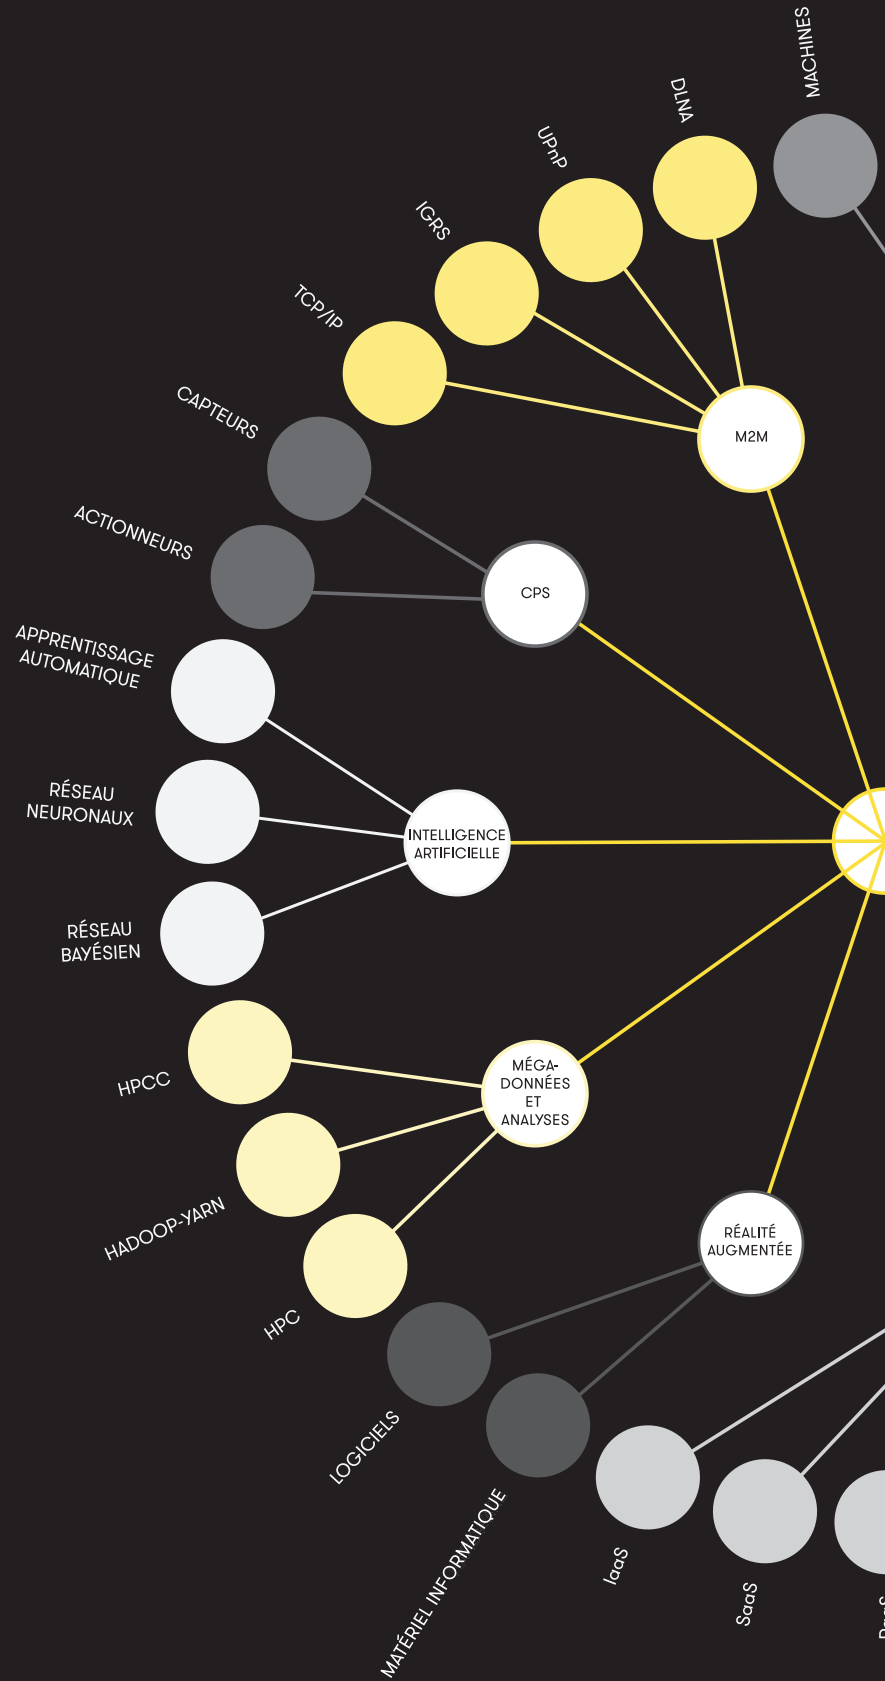 MACHINES
DLNA
UPnP
IGRS
TCP/IP
CAPTEURS
ACTIONNEURS
APPRENTISSAGE
AUTOMATIQUE
RÉSEAU
NEURONAUX
RÉSEAU
BAYÉSIEN
HPCC
HADOOP-YARN
HPC
LOGICIELS
MATÉRIEL INFORMATIQUE
IaaS
SaaS
M2M
CPS
INTELLIGENCE
ARTIFICIELLE
MÉGA-
DONNÉES
ET
ANALYSES
RÉALITÉ
AUGMENTÉE